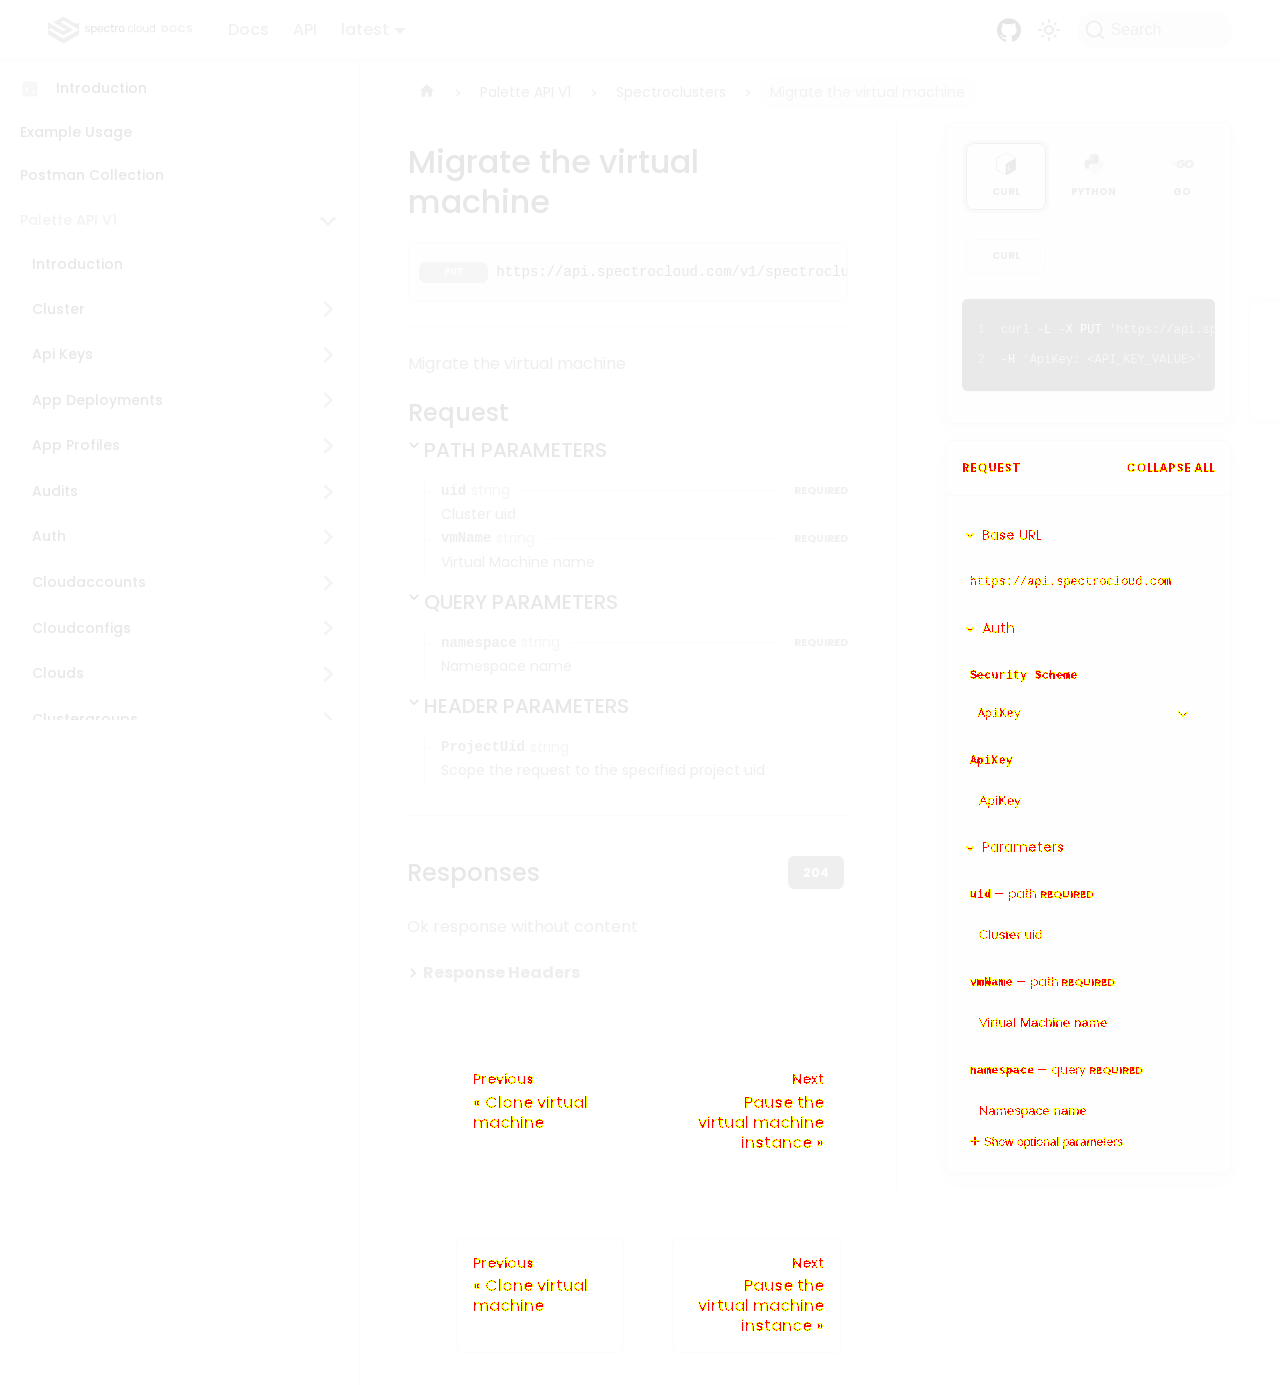 spectro cloud DOCS
Docs
API
latest
Search
Introduction
Example Usage
Postman Collection
Palette API V1
Introduction
Cluster
Api Keys
App Deployments
App Profiles
Audits
Auth
Cloudaccounts
Cloudconfigs
Clouds
Clustergroups
Palette API V1
Spectroclusters
Migrate the virtual machine
Migrate the virtual
machine
PUT https://api.spectrocloud.com/v1/spectroclu
Migrate the virtual machine
Request
PATH PARAMETERS
uid string REQUIRED
Cluster uid
vmName string REQUIRED
Virtual Machine name
QUERY PARAMETERS
namespace string REQUIRED
Namespace name
HEADER PARAMETERS
ProjectUid string
Scope the request to the specified project uid
Responses
204
Ok response without content
Response Headers
Previous
« Clone virtual
machine
Next
Pause the
virtual machine
instance »
Previous
« Clone virtual
machine
Next
Pause the
virtual machine
instance »
CURL
PYTHON
GO
CURL
1 curl -L -X PUT 'https://api.sp
2 -H 'ApiKey: <API_KEY_VALUE>'
REQUEST
COLLAPSE ALL
Base URL
https://api.spectrocloud.com
Auth
Security Scheme
ApiKey
ApiKey
ApiKey
Parameters
uid — path REQUIRED
Cluster uid
vmName — path REQUIRED
Virtual Machine name
namespace — query REQUIRED
Namespace name
Show optional parameters